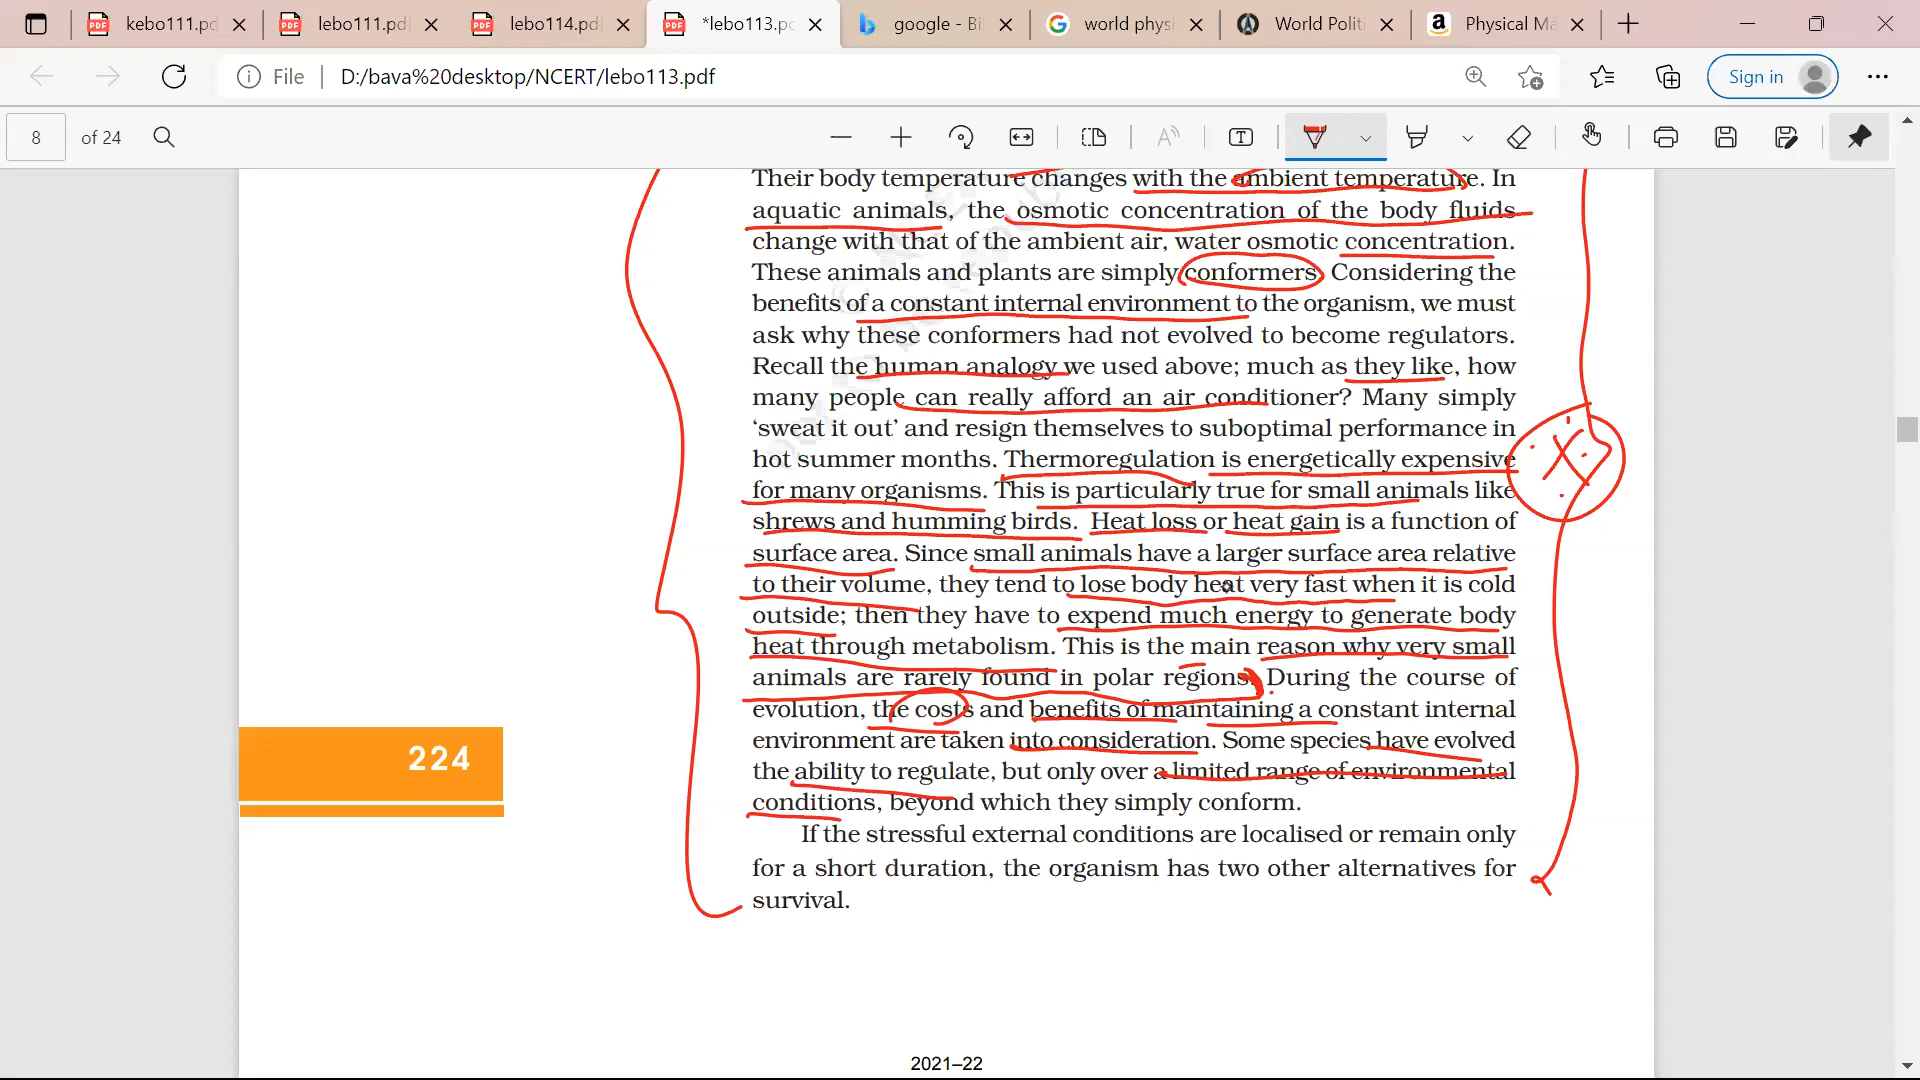 kebo111.pd
lebo111.pd
lebo114.pd
*lebo113.pd
google - Bi
world physi
World Politi
Physical Ma
File
D:/bava%20desktop/NCERT/lebo113.pdf
Sign in
8
of 24
Their body temperature changes with the ambient temperature. In
aquatic animals, the osmotic concentration of the body fluids
change with that of the ambient air, water osmotic concentration.
These animals and plants are simply conformers. Considering the
benefits of a constant internal environment to the organism, we must
ask why these conformers had not evolved to become regulators.
Recall the human analogy we used above; much as they like, how
many people can really afford an air conditioner? Many simply
‘sweat it out’ and resign themselves to suboptimal performance in
hot summer months. Thermoregulation is energetically expensive
for many organisms. This is particularly true for small animals like
shrews and humming birds. Heat loss or heat gain is a function of
surface area. Since small animals have a larger surface area relative
to their volume, they tend to lose body heat very fast when it is cold
outside; then they have to expend much energy to generate body
heat through metabolism. This is the main reason why very small
animals are rarely found in polar regions. During the course of
evolution, the costs and benefits of maintaining a constant internal
environment are taken into consideration. Some species have evolved
the ability to regulate, but only over a limited range of environmental
conditions, beyond which they simply conform.
If the stressful external conditions are localised or remain only
for a short duration, the organism has two other alternatives for
survival.
224
2021–22